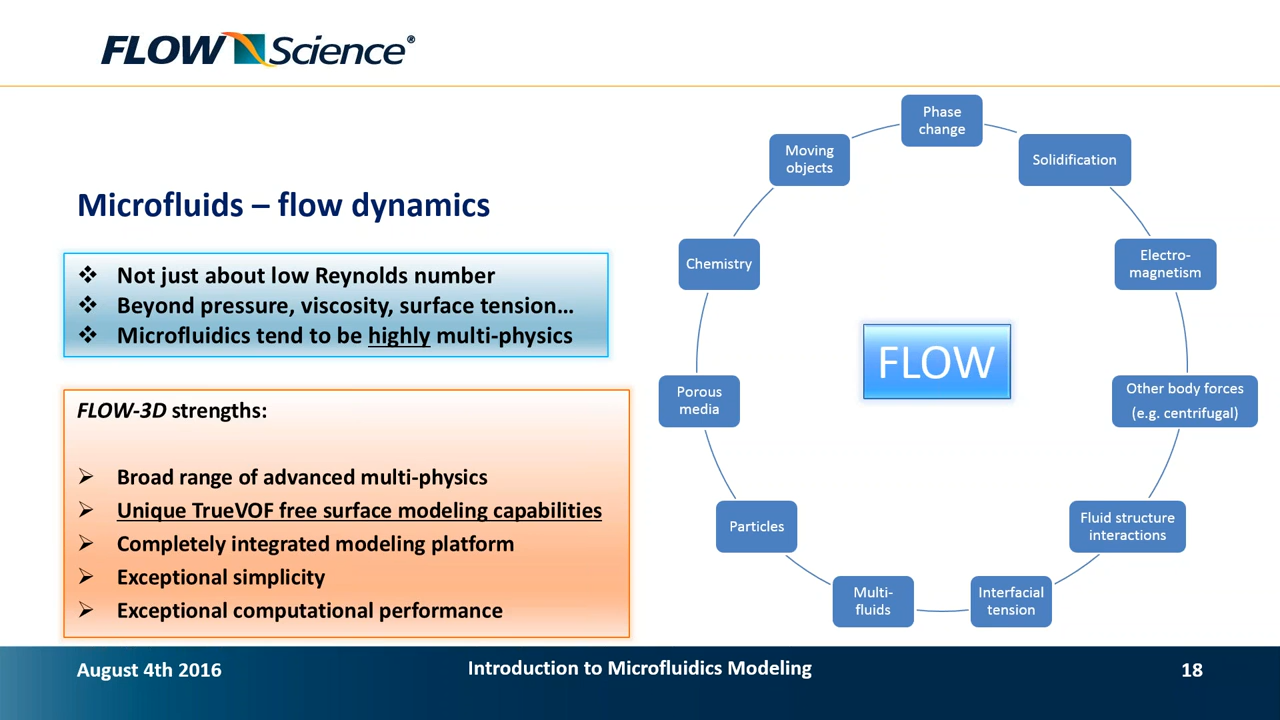 FLOW Science®
Microfluids – flow dynamics
❖ Not just about low Reynolds number
❖ Beyond pressure, viscosity, surface tension…
❖ Microfluidics tend to be highly multi-physics
FLOW-3D strengths:
➢ Broad range of advanced multi-physics
➢ Unique TrueVOF free surface modeling capabilities
➢ Completely integrated modeling platform
➢ Exceptional simplicity
➢ Exceptional computational performance
Phase
change
Solidification
Electro-
magnetism
Other body forces
(e.g. centrifugal)
Fluid structure
interactions
Interfacial
tension
Multi-
fluids
Particles
Porous
media
Chemistry
Moving
objects
FLOW
August 4th 2016
Introduction to Microfluidics Modeling
18